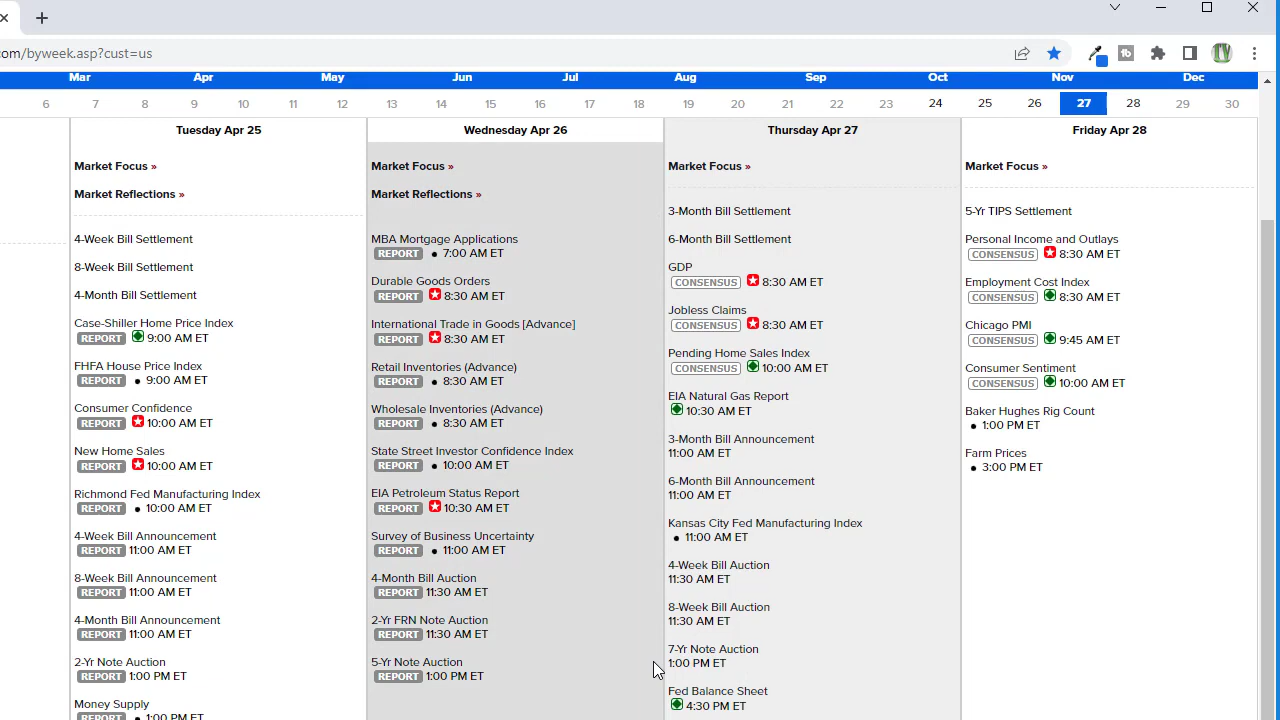 com/byweek.asp?cust=us
Mar Apr May Jun Jul Aug Sep Oct Nov Dec
6 7 8 9 10 11 12 13 14 15 16 17 18 19 20 21 22 23 24 25 26 27 28 29 30
Tuesday Apr 25
Market Focus »
Market Reflections »
4-Week Bill Settlement
8-Week Bill Settlement
4-Month Bill Settlement
Case-Shiller Home Price Index
REPORT 9:00 AM ET
FHFA House Price Index
REPORT • 9:00 AM ET
Consumer Confidence
REPORT 10:00 AM ET
New Home Sales
REPORT 10:00 AM ET
Richmond Fed Manufacturing Index
REPORT • 10:00 AM ET
4-Week Bill Announcement
REPORT 11:00 AM ET
8-Week Bill Announcement
REPORT 11:00 AM ET
4-Month Bill Announcement
REPORT 11:00 AM ET
2-Yr Note Auction
REPORT 1:00 PM ET
Money Supply
REPORT • 1:00 PM ET
Wednesday Apr 26
Market Focus »
Market Reflections »
MBA Mortgage Applications
REPORT • 7:00 AM ET
Durable Goods Orders
REPORT 8:30 AM ET
International Trade in Goods [Advance]
REPORT 8:30 AM ET
Retail Inventories (Advance)
REPORT • 8:30 AM ET
Wholesale Inventories (Advance)
REPORT • 8:30 AM ET
State Street Investor Confidence Index
REPORT • 10:00 AM ET
EIA Petroleum Status Report
REPORT 10:30 AM ET
Survey of Business Uncertainty
REPORT • 11:00 AM ET
4-Month Bill Auction
REPORT 11:30 AM ET
2-Yr FRN Note Auction
REPORT 11:30 AM ET
5-Yr Note Auction
REPORT 1:00 PM ET
Thursday Apr 27
Market Focus »
3-Month Bill Settlement
6-Month Bill Settlement
GDP
CONSENSUS 8:30 AM ET
Jobless Claims
CONSENSUS 8:30 AM ET
Pending Home Sales Index
CONSENSUS 10:00 AM ET
EIA Natural Gas Report
10:30 AM ET
3-Month Bill Announcement
11:00 AM ET
6-Month Bill Announcement
11:00 AM ET
Kansas City Fed Manufacturing Index
• 11:00 AM ET
4-Week Bill Auction
11:30 AM ET
8-Week Bill Auction
11:30 AM ET
7-Yr Note Auction
1:00 PM ET
Fed Balance Sheet
4:30 PM ET
Friday Apr 28
Market Focus »
5-Yr TIPS Settlement
Personal Income and Outlays
CONSENSUS 8:30 AM ET
Employment Cost Index
CONSENSUS 8:30 AM ET
Chicago PMI
CONSENSUS 9:45 AM ET
Consumer Sentiment
CONSENSUS 10:00 AM ET
Baker Hughes Rig Count
• 1:00 PM ET
Farm Prices
• 3:00 PM ET